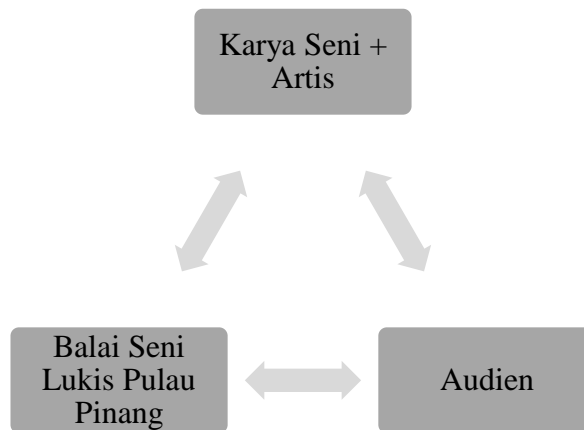 Karya Seni +
Artis
Balai Seni
Lukis Pulau
Pinang
Audien